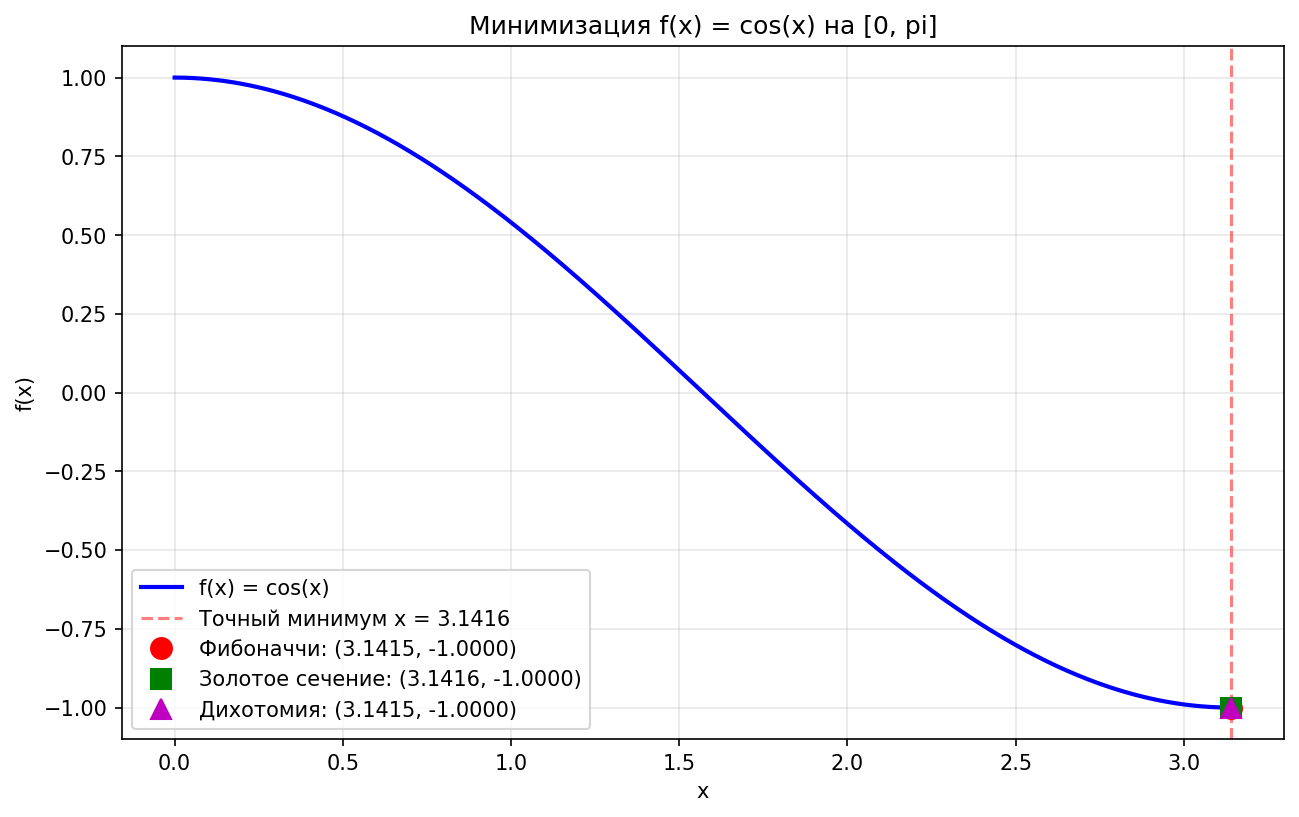 Минимизация f(x) = cos(x) на [0, pi]
f(x)
1.00
0.75
0.50
0.25
0.00
−0.25
−0.50
−0.75
−1.00
f(x) = cos(x)
Точный минимум x = 3.1416
Фибоначчи: (3.1415, -1.0000)
Золотое сечение: (3.1416, -1.0000)
Дихотомия: (3.1415, -1.0000)
0.0 0.5 1.0 1.5 2.0 2.5 3.0
x